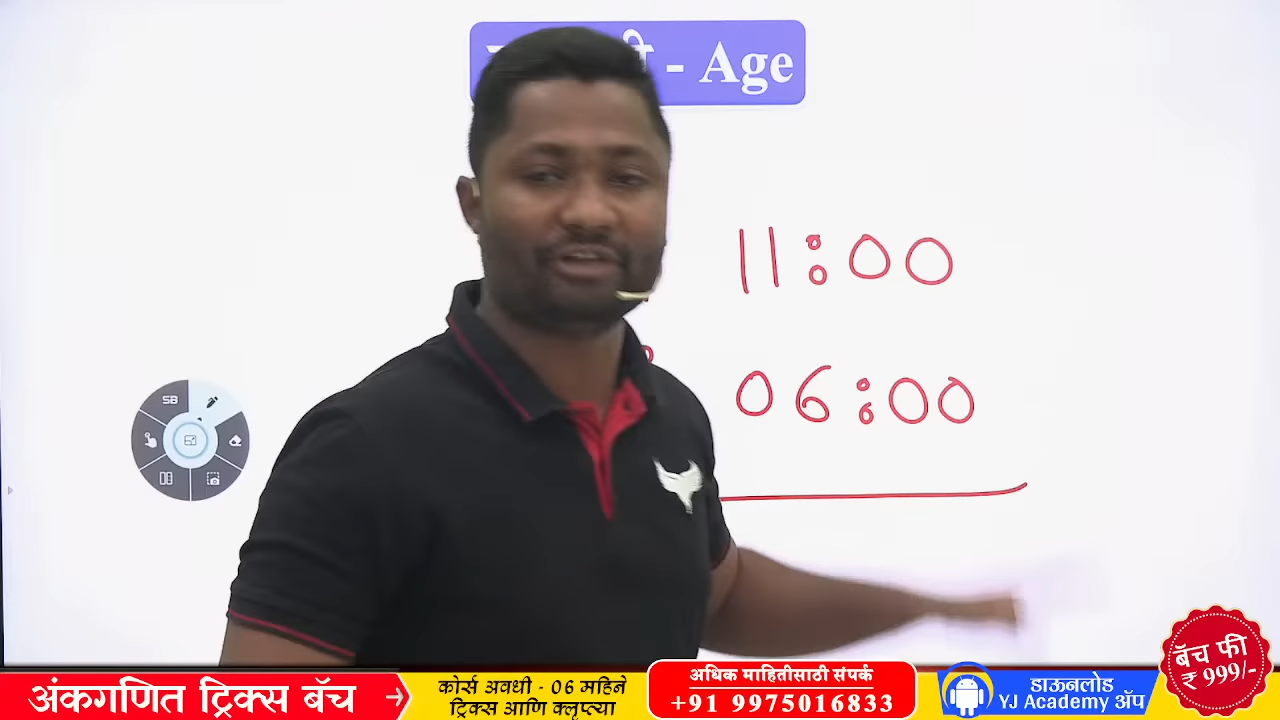 - Age
11:00
06:00
SB
अंकगणित ट्रिक्स बॅच
कोर्स अवधी - 06 महिने
ट्रिक्स आणि क्लृप्त्या
अधिक माहितीसाठी संपर्क
+91 9975016833
डाऊनलोड
YJ Academy ॲप
बॅच फी
₹ 999/-